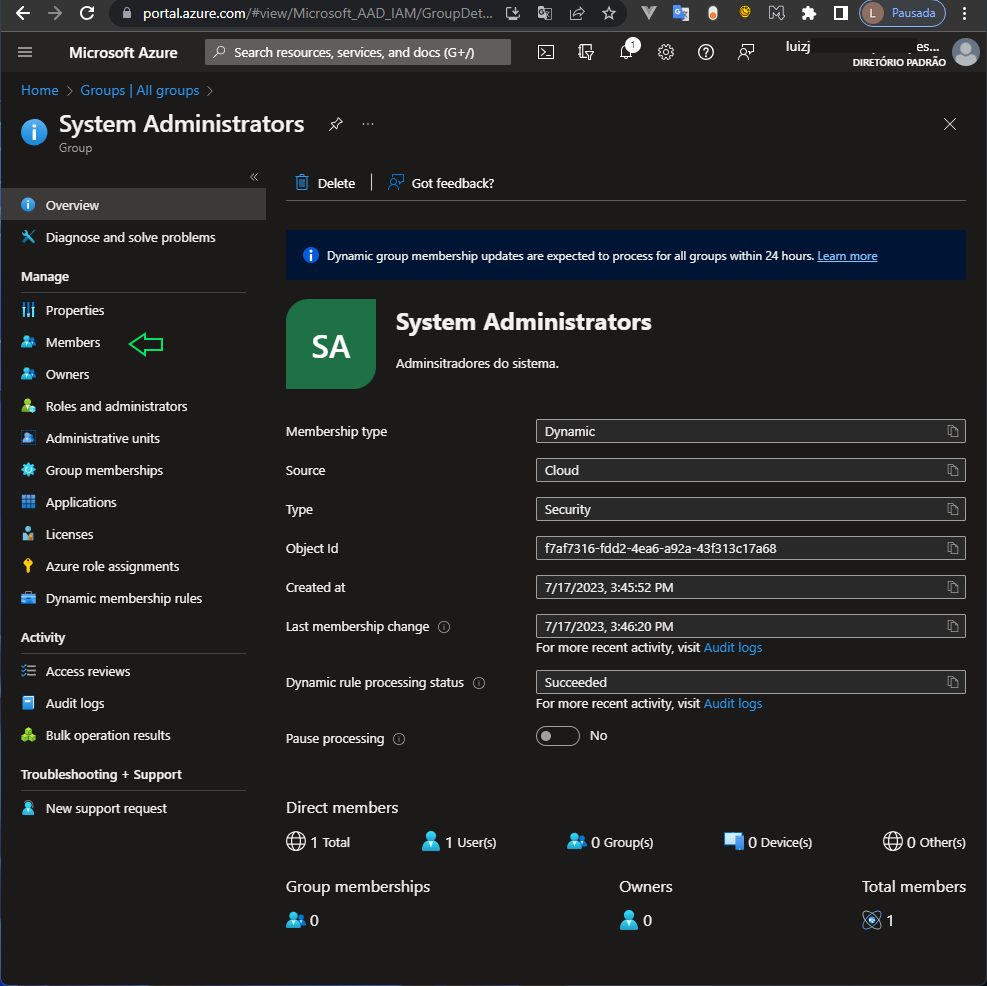 portal.azure.com/#view/Microsoft_AAD_IAM/GroupDet...
L Pausada
Microsoft Azure
Search resources, services, and docs (G+/)
1
luizj es...
DIRETÓRIO PADRÃO
Home > Groups | All groups >
System Administrators
Group
Delete
Got feedback?
Overview
Diagnose and solve problems
Manage
Properties
Members
Owners
Roles and administrators
Administrative units
Group memberships
Applications
Licenses
Azure role assignments
Dynamic membership rules
Activity
Access reviews
Audit logs
Bulk operation results
Troubleshooting + Support
New support request
Dynamic group membership updates are expected to process for all groups within 24 hours. Learn more
SA
System Administrators
Adminsitradores do sistema.
Membership type Dynamic
Source Cloud
Type Security
Object Id f7af7316-fdd2-4ea6-a92a-43f313c17a68
Created at 7/17/2023, 3:45:52 PM
Last membership change 7/17/2023, 3:46:20 PM
For more recent activity, visit Audit logs
Dynamic rule processing status Succeeded
For more recent activity, visit Audit logs
Pause processing No
Direct members
1 Total 1 User(s) 0 Group(s) 0 Device(s) 0 Other(s)
Group memberships Owners Total members
0 0 1